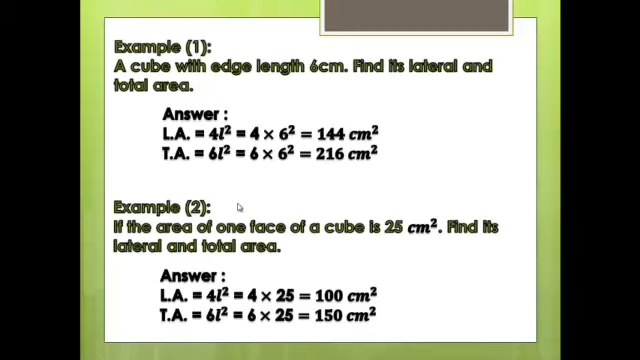 Example (1):
A cube with edge length 6cm. Find its lateral and
total area.
Answer :
L.A. = 4l² = 4 × 6² = 144 cm²
T.A. = 6l² = 6 × 6² = 216 cm²
Example (2):
If the area of one face of a cube is 25 cm². Find its
lateral and total area.
Answer :
L.A. = 4l² = 4 × 25 = 100 cm²
T.A. = 6l² = 6 × 25 = 150 cm²